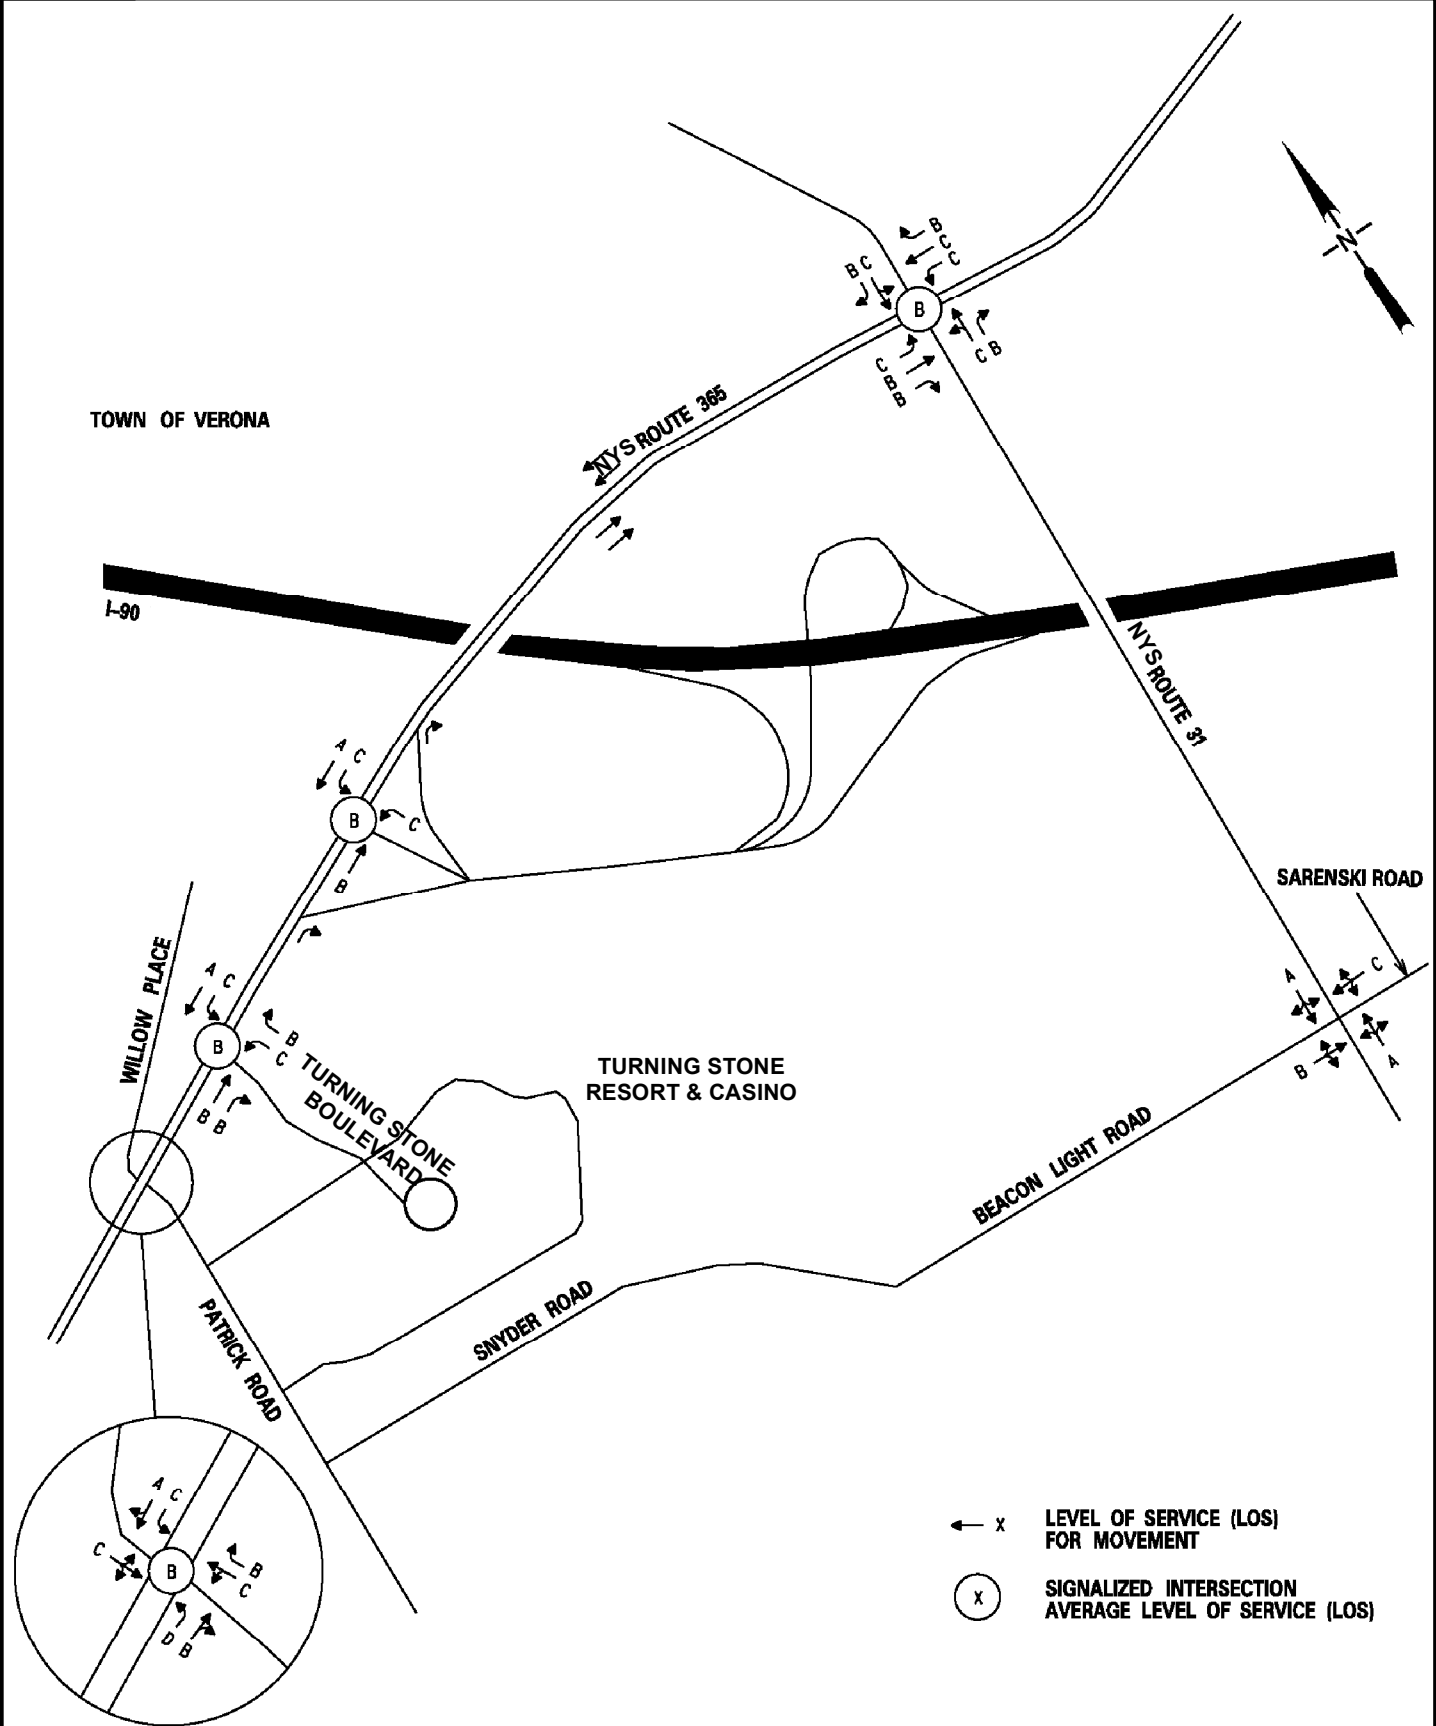 B
C
C
B C
B
C B
C
B
B
NYS ROUTE 365
TOWN OF VERONA
N
I-90
NYS ROUTE 31
A C
B
C
B
SARENSKI ROAD
WILLOW PLACE
A C
B
B
C
B B
TURNING STONE
BOULEVARD
TURNING STONE
RESORT & CASINO
A
C
B
A
BEACON LIGHT ROAD
SNYDER ROAD
PATRICK ROAD
A C
C
B
B
C
D B
X
LEVEL OF SERVICE (LOS)
FOR MOVEMENT
X
SIGNALIZED INTERSECTION
AVERAGE LEVEL OF SERVICE (LOS)